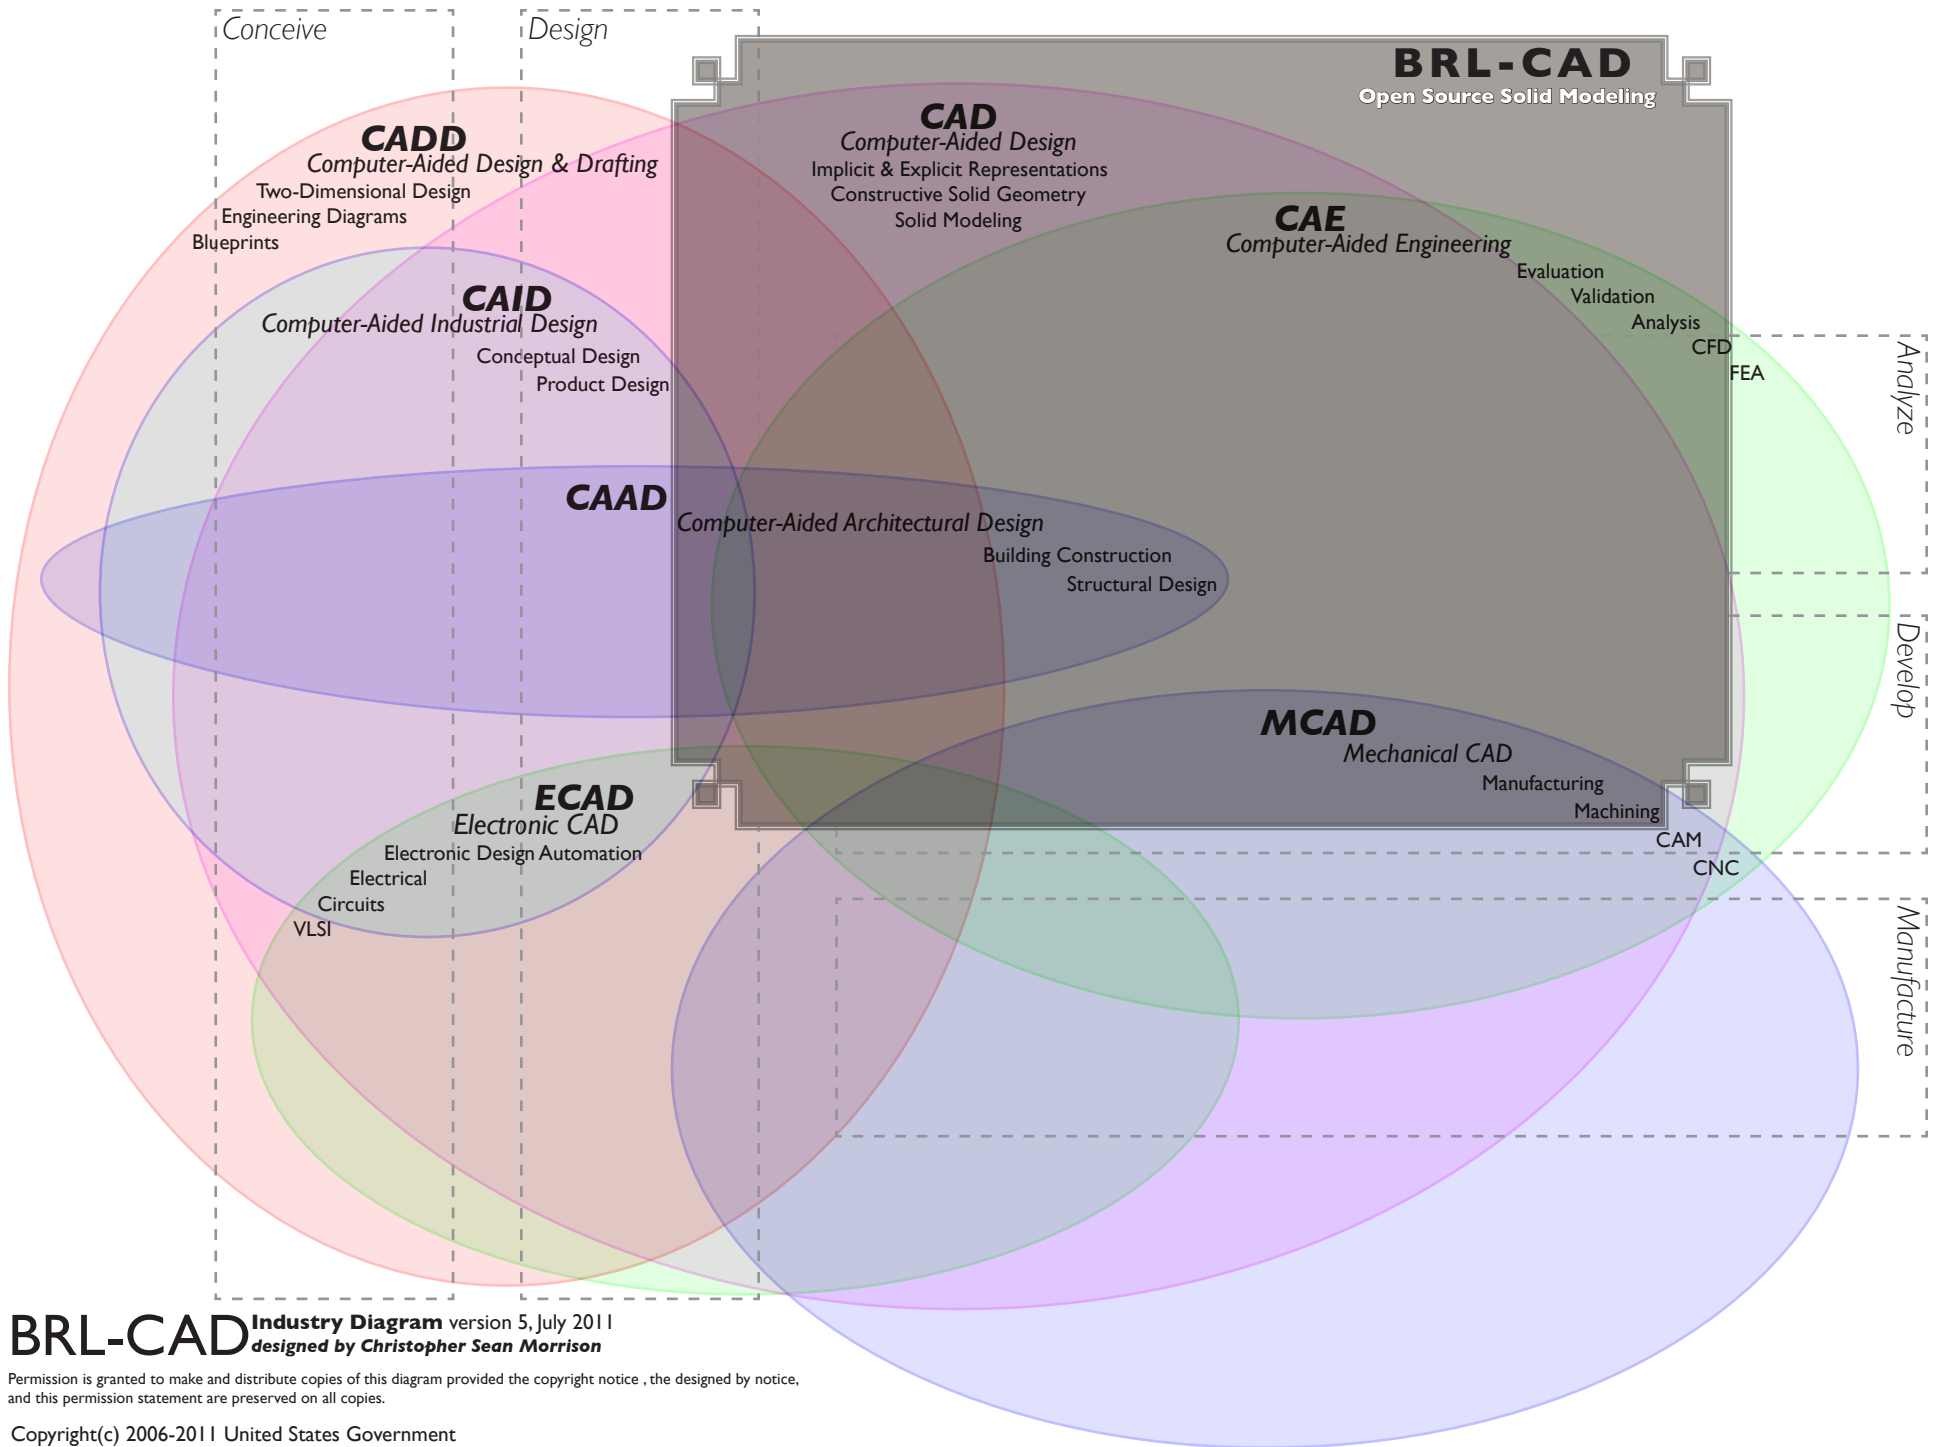 Conceive
Design
BRL-CAD
Open Source Solid Modeling
CADD
Computer-Aided Design & Drafting
Two-Dimensional Design
Engineering Diagrams
Blueprints
CAD
Computer-Aided Design
Implicit & Explicit Representations
Constructive Solid Geometry
Solid Modeling
CAE
Computer-Aided Engineering
Evaluation
Validation
Analysis
CFD
FEA
CAID
Computer-Aided Industrial Design
Conceptual Design
Product Design
Analyze
CAAD
Computer-Aided Architectural Design
Building Construction
Structural Design
Develop
MCAD
Mechanical CAD
Manufacturing
Machining
CAM
CNC
ECAD
Electronic CAD
Electronic Design Automation
Electrical
Circuits
VLSI
Manufacture
BRL-CAD Industry Diagram version 5, July 2011
designed by Christopher Sean Morrison
Permission is granted to make and distribute copies of this diagram provided the copyright notice , the designed by notice,
and this permission statement are preserved on all copies.
Copyright(c) 2006-2011 United States Government